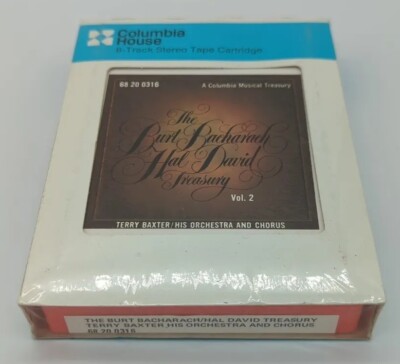 Columbia
House
8-Track Stereo Tape Cartridge
6S 20 0316 A Columbia Musical Treasury
The
Burt Bacharach
Hal David
Treasury
Vol. 2
TERRY BAXTER/HIS ORCHESTRA AND CHORUS
THE BURT BACHARACH/HAL DAVID TREASURY
TERRY BAXTER/HIS ORCHESTRA AND CHORUS
6S 20 0316